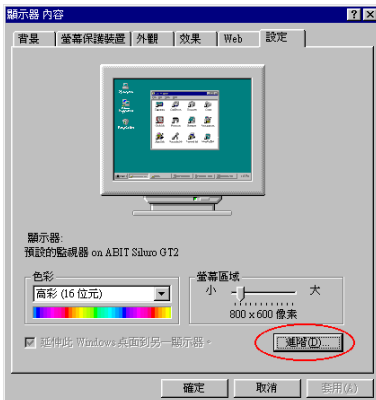 顯示器 內容
背景 螢幕保護裝置 外觀 效果 Web 設定
顯示器:
預設的監視器 on ABIT Siluro GT2
色彩 螢幕區域
高彩 (16 位元) 小 大
800 x 600 像素
延伸此 Windows 桌面到另一顯示器。
進階(D)...
確定 取消 套用(A)